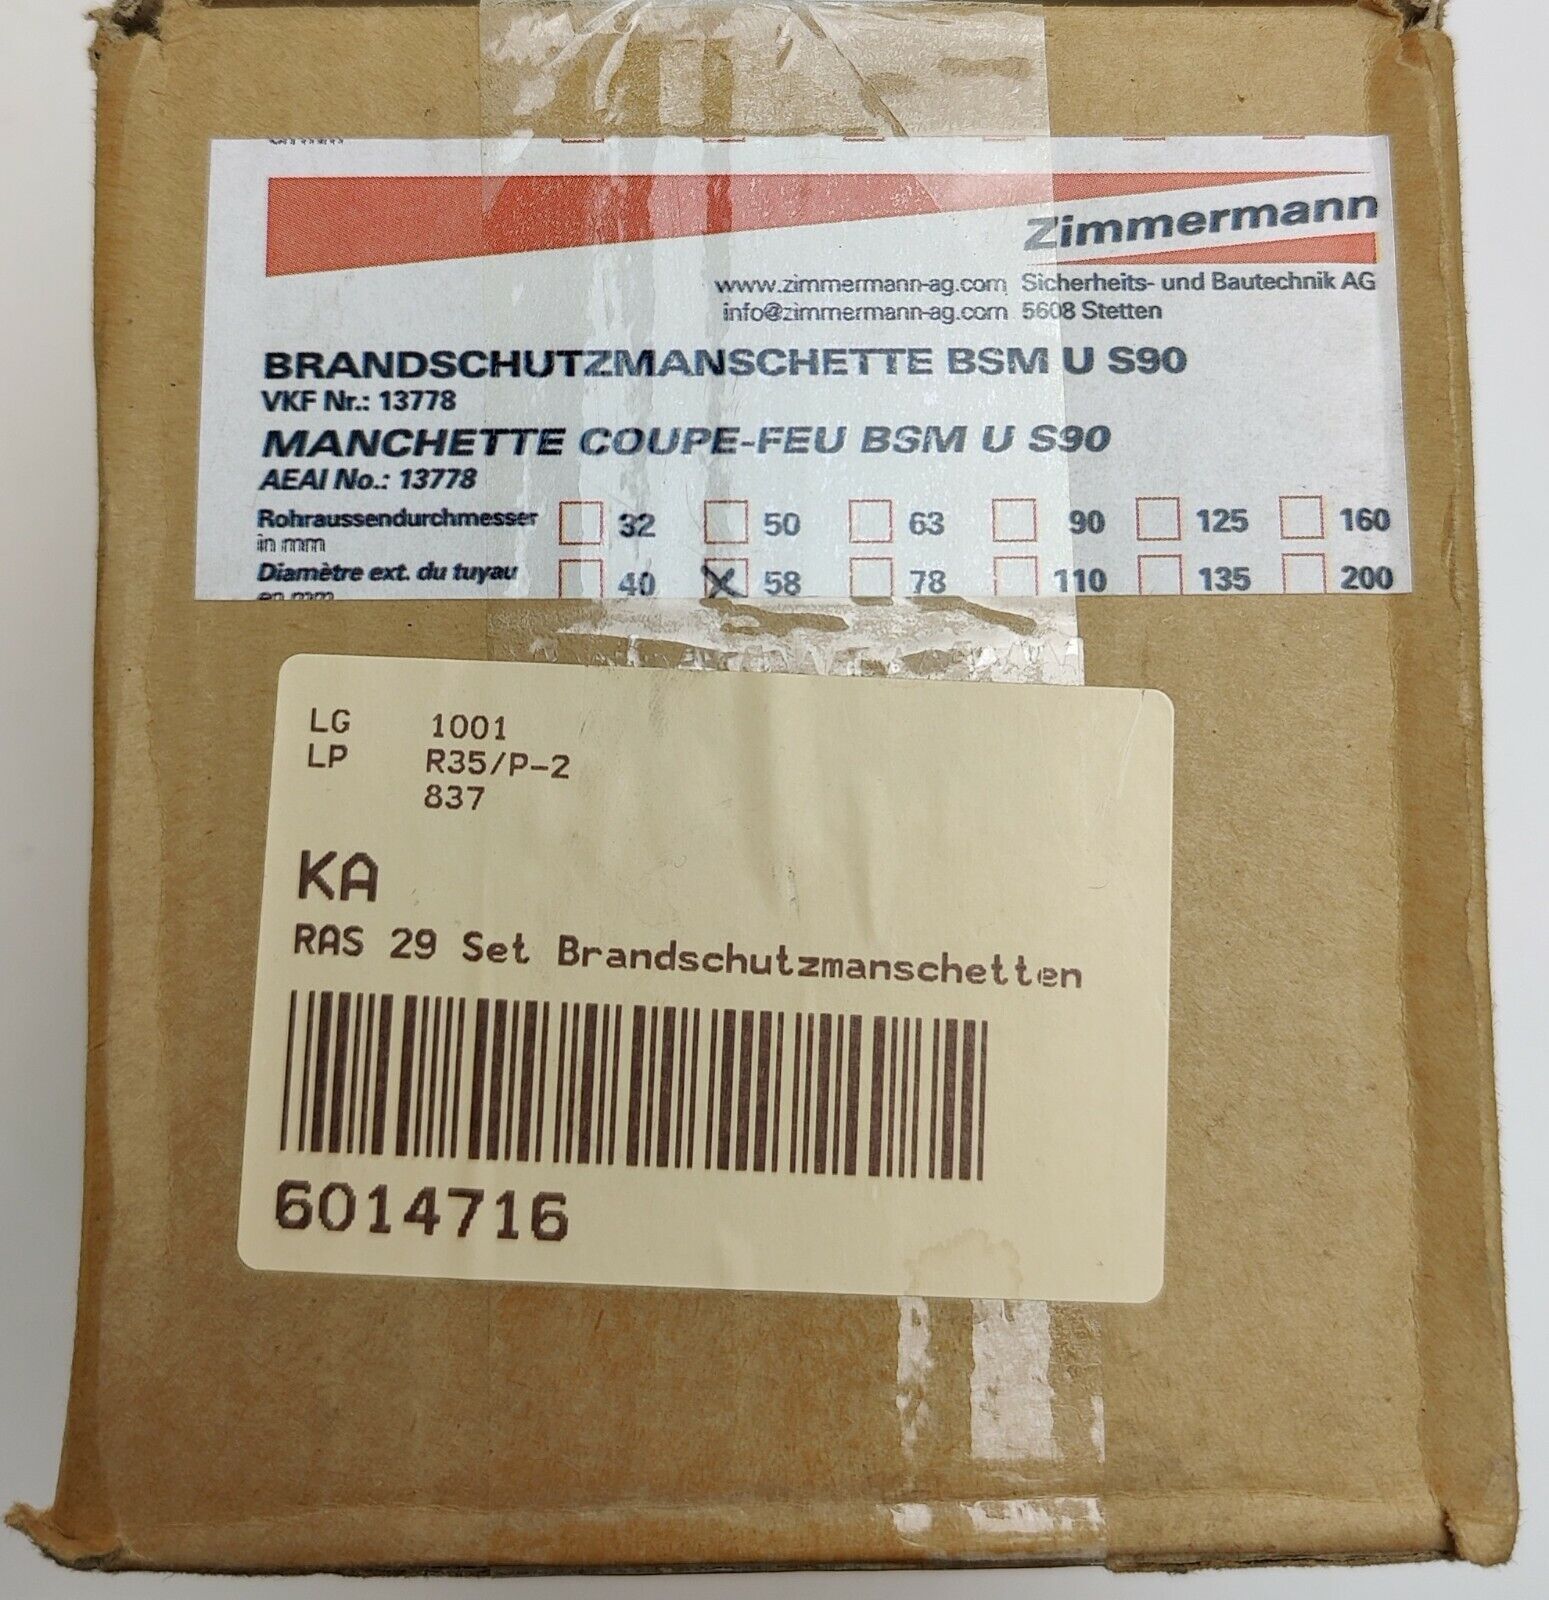 Zimmermann
www.zimmermann-ag.com Sicherheits- und Bautechnik AG
info@zimmermann-ag.com 5608 Stetten
BRANDSCHUTZMANSCHETTE BSM U S90
VKF Nr.: 13778
MANCHETTE COUPE-FEU BSM U S90
AEAI No.: 13778
Rohraussendurchmesser 32 50 63 90 125 160
in mm
Diamètre ext. du tuyau 40 58 78 110 135 200
en mm
LG 1001
LP R35/P-2
837
KA
RAS 29 Set Brandschutzmanschetten
6014716